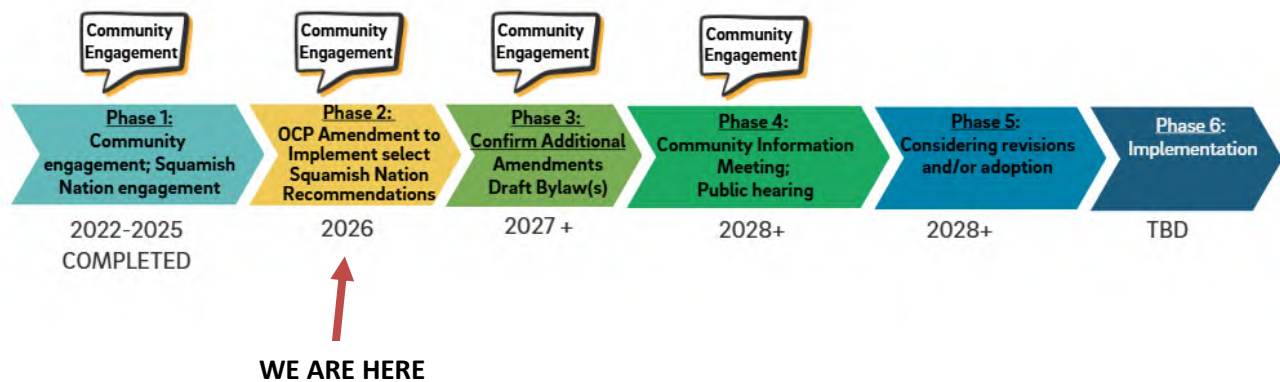 Community
Engagement
Community
Engagement
Community
Engagement
Community
Engagement
Phase 1:
Community
engagement; Squamish
Nation engagement
Phase 2:
OCP Amendment to
Implement select
Squamish Nation
Recommendations
Phase 3:
Confirm Additional
Amendments
Draft Bylaw(s)
Phase 4:
Community Information
Meeting;
Public hearing
Phase 5:
Considering revisions
and/or adoption
Phase 6:
Implementation
2022-2025
COMPLETED
2026
2027 +
2028+
2028+
TBD
WE ARE HERE